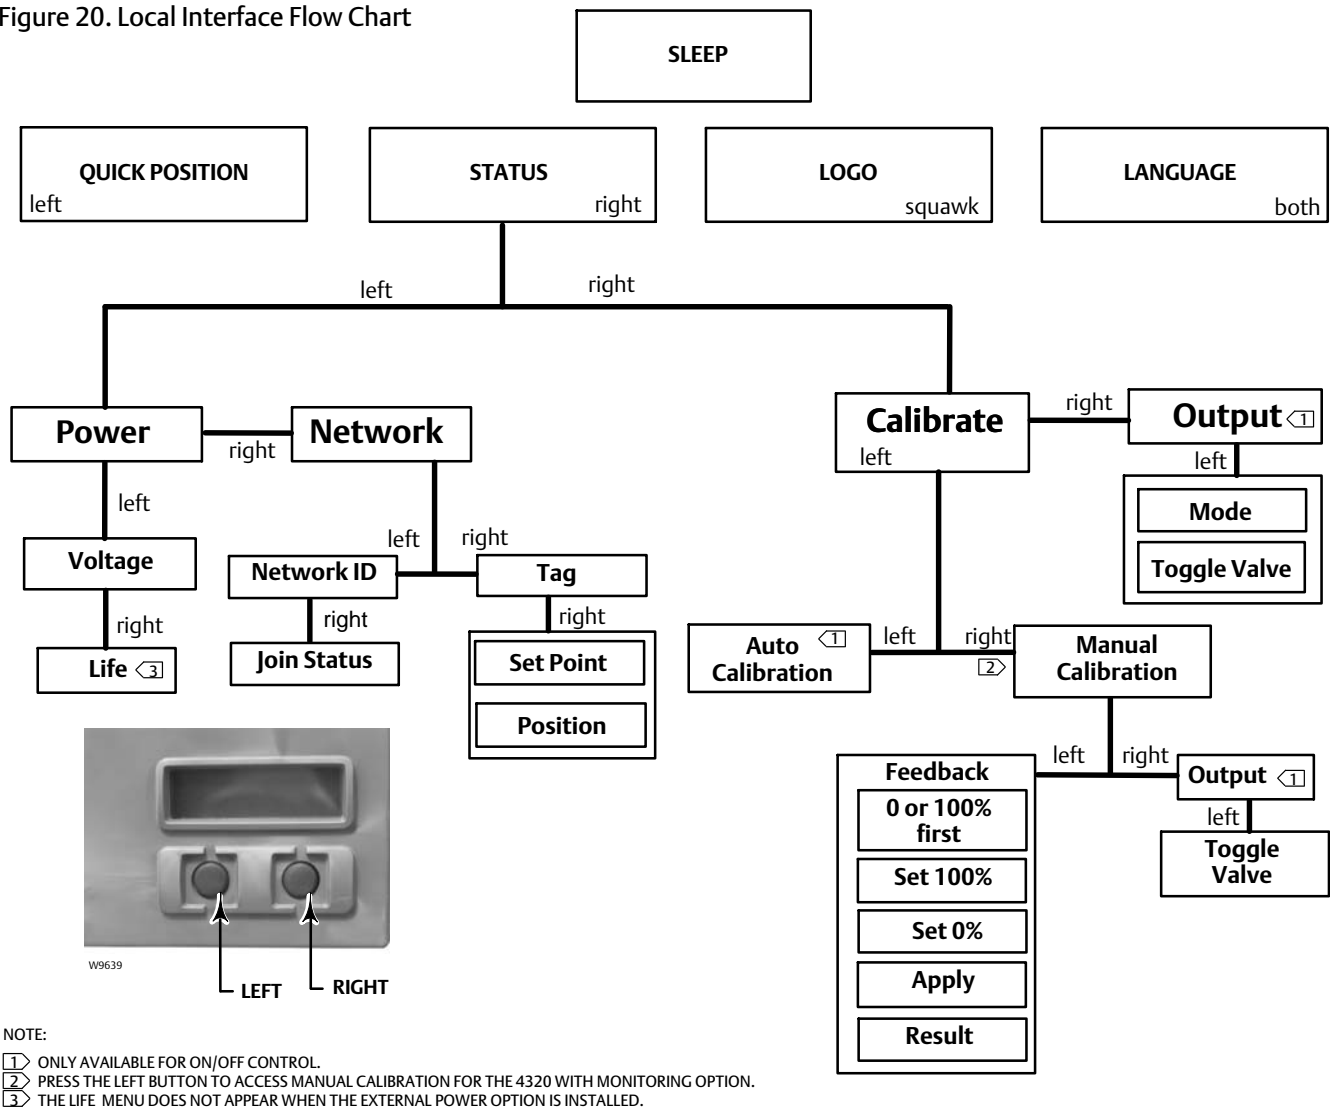 Figure 20. Local Interface Flow Chart
SLEEP
QUICK POSITION
left
STATUS
right
LOGO
squawk
LANGUAGE
both
left
right
Power
right
Network
Calibrate
left
right
Output 1
left
Mode
Toggle Valve
left
Voltage
right
Life 3
left
right
Network ID
right
Join Status
Tag
right
Set Point
Position
Auto 1
Calibration
left
right
2
Manual
Calibration
left
right
Feedback
0 or 100%
first
Set 100%
Set 0%
Apply
Result
Output 1
left
Toggle
Valve
W9639
LEFT
RIGHT
NOTE:
1 ONLY AVAILABLE FOR ON/OFF CONTROL.
2 PRESS THE LEFT BUTTON TO ACCESS MANUAL CALIBRATION FOR THE 4320 WITH MONITORING OPTION.
3 THE LIFE MENU DOES NOT APPEAR WHEN THE EXTERNAL POWER OPTION IS INSTALLED.